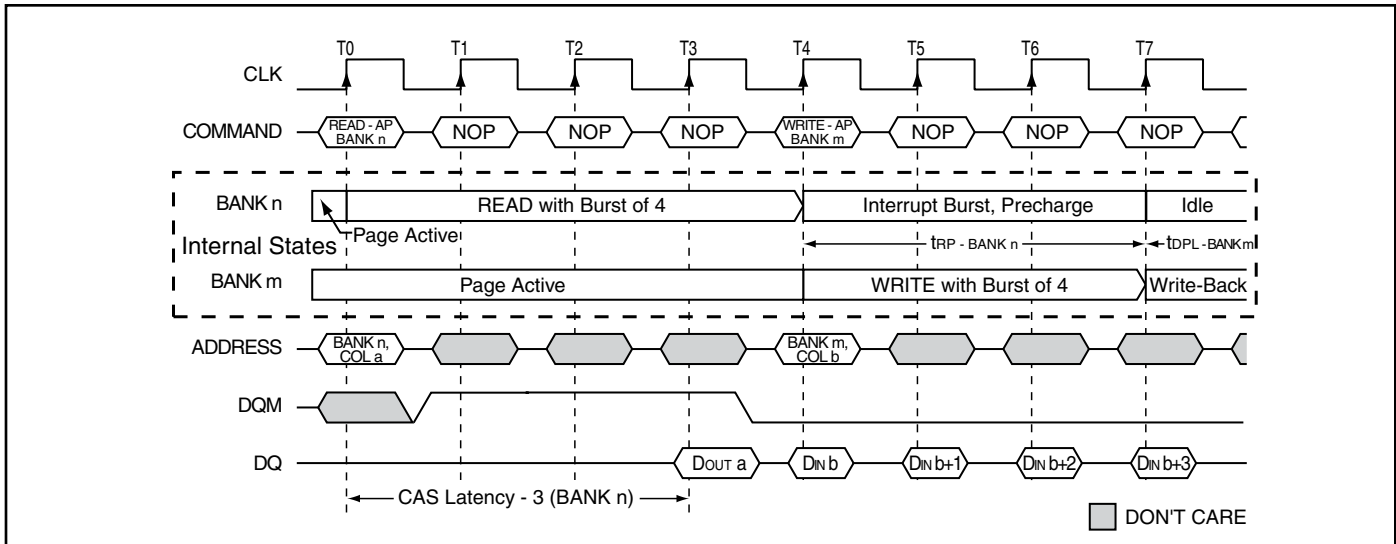 T0 T1 T2 T3 T4 T5 T6 T7
CLK
COMMAND READ - AP BANK n NOP NOP NOP WRITE - AP BANK m NOP NOP NOP
BANK n READ with Burst of 4 Interrupt Burst, Precharge Idle
Internal States Page Active tRP - BANK n tDPL - BANK m
BANK m Page Active WRITE with Burst of 4 Write-Back
ADDRESS BANK n, COL a BANK m, COL b
DQM
DQ DOUT a DIN b DIN b+1 DIN b+2 DIN b+3
CAS Latency - 3 (BANK n)
DON'T CARE